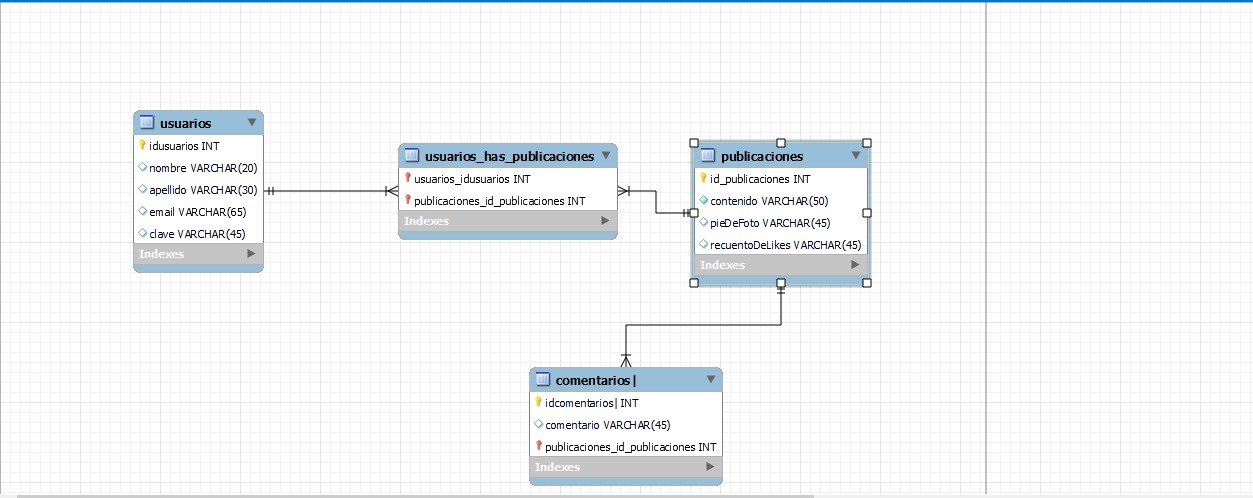 usuarios
idusuarios INT
nombre VARCHAR(20)
apellido VARCHAR(30)
email VARCHAR(65)
clave VARCHAR(45)
Indexes
usuarios_has_publicaciones
usuarios_idusuarios INT
publicaciones_id_publicaciones INT
Indexes
publicaciones
id_publicaciones INT
contenido VARCHAR(50)
pieDeFoto VARCHAR(45)
recuentoDeLikes VARCHAR(45)
Indexes
comentarios|
idcomentarios| INT
comentario VARCHAR(45)
publicaciones_id_publicaciones INT
Indexes